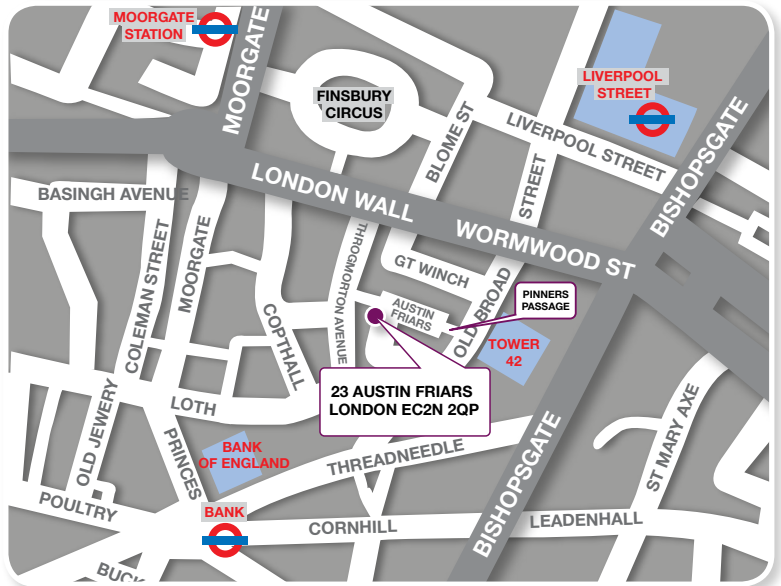 MOORGATE
STATION
MOORGATE
FINSBURY
CIRCUS
LIVERPOOL
STREET
BLOME ST
LIVERPOOL STREET
BISHOPSGATE
BASINGH AVENUE
LONDON WALL
WORMWOOD ST
STREET
COLEMAN STREET
MOORGATE
THROGMORTON AVENUE
GT WINCH
AUSTIN
FRIARS
OLD BROAD
PINNERS
PASSAGE
COPTHALL
TOWER
42
23 AUSTIN FRIARS
LONDON EC2N 2QP
LOTH
OLD JEWERY
PRINCES
BANK
OF ENGLAND
THREADNEEDLE
BISHOPSGATE
ST MARY AXE
POULTRY
BANK
CORNHILL
LEADENHALL
BUCK